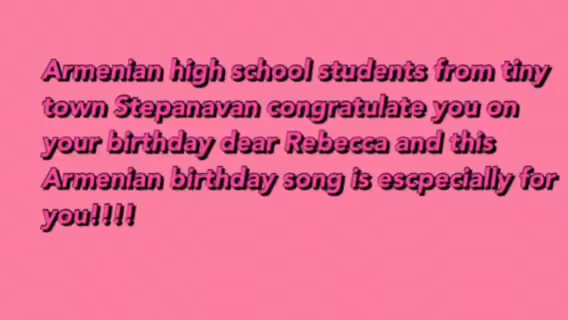 Armenian high school students from tiny
town Stepanavan congratulate you on
your birthday dear Rebecca and this
Armenian birthday song is escpecially for
you!!!!